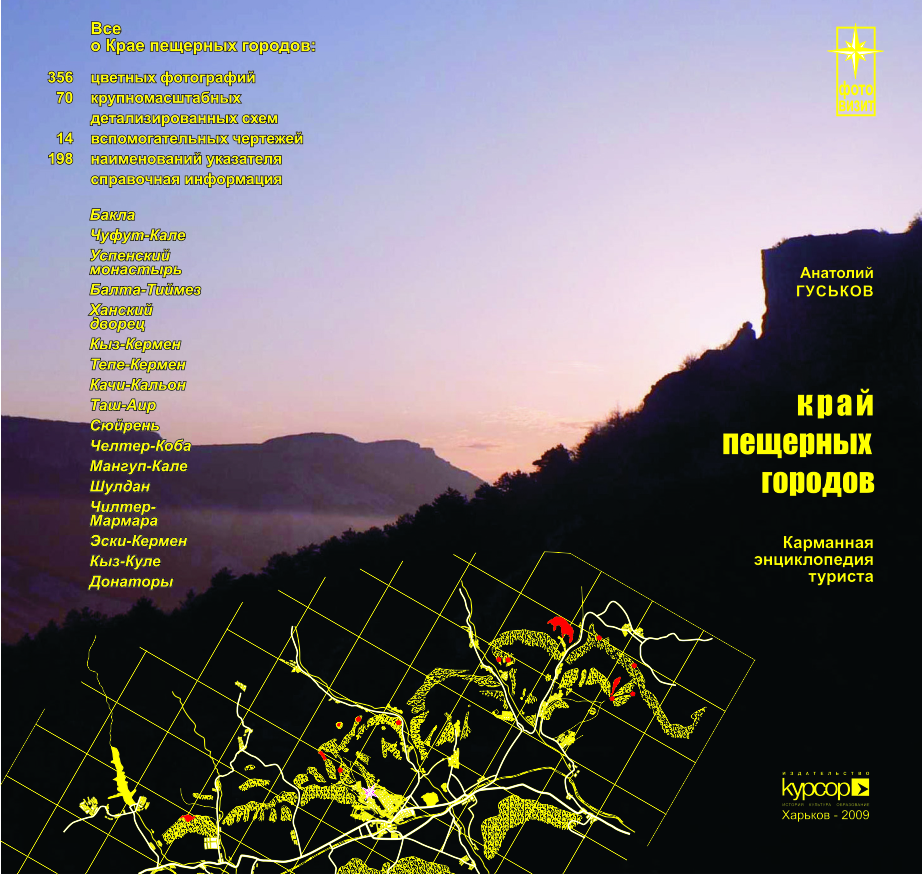 Все
о Крае пещерных городов:
356 цветных фотографий
70 крупномасштабных
детализированных схем
14 вспомогательных чертежей
198 наименований указателя
справочная информация
Бакла
Чуфут-Кале
Успенский
монастырь
Балта-Тиймез
Ханский
дворец
Кыз-Кермен
Тепе-Кермен
Качи-Кальон
Таш-Аир
Сюйрень
Челтер-Коба
Мангуп-Кале
Шулдан
Чилтер-
Мармара
Эски-Кермен
Кыз-Куле
Донаторы
фото
визит
Анатолий
ГУСЬКОВ
край
пещерных
городов
Карманная
энциклопедия
туриста
ИЗДАТЕЛЬСТВО
курсор
ИСТОРИЯ КУЛЬТУРА ОБРАЗОВАНИЕ
Харьков - 2009